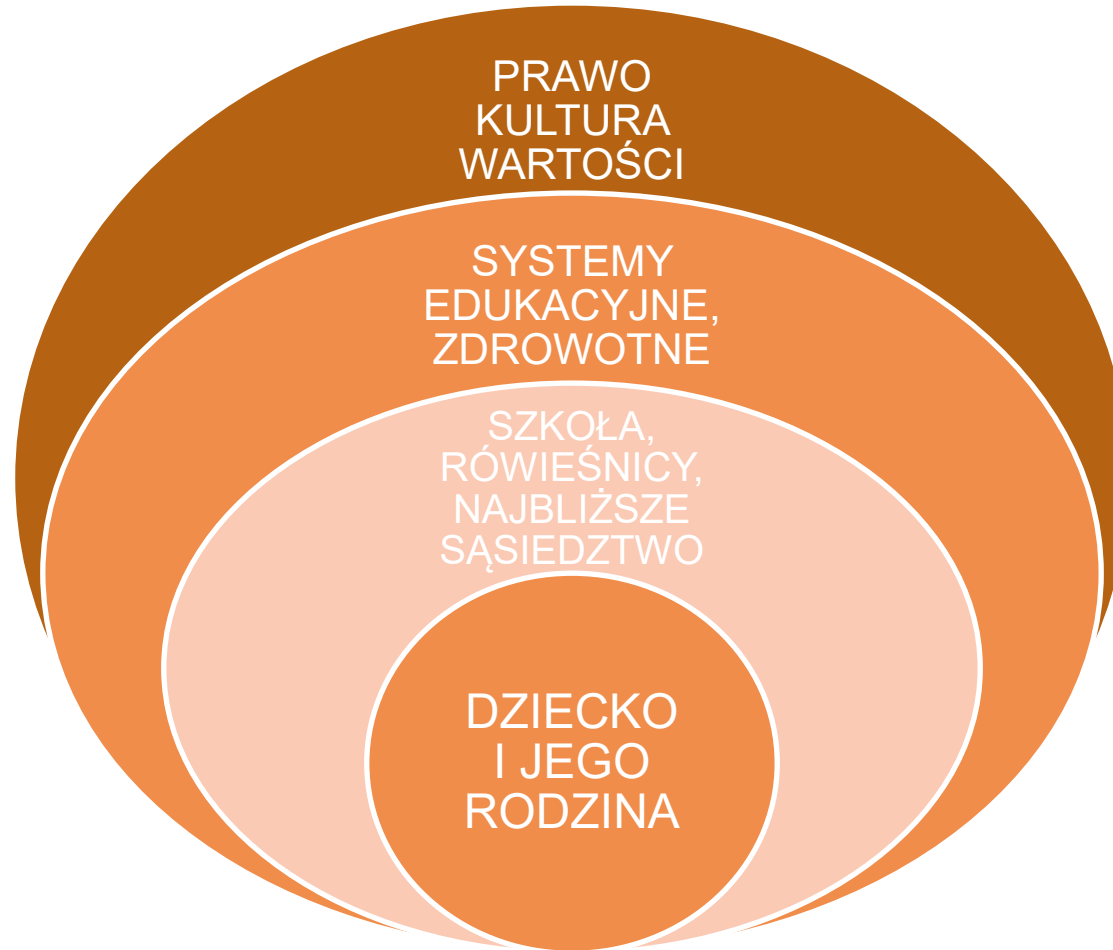 PRAWO
KULTURA
WARTOŚCI
SYSTEMY
EDUKACYJNE,
ZDROWOTNE
SZKOŁA,
RÓWIEŚNICY,
NAJBLIŻSZE
SĄSIEDZTWO
DZIECKO
I JEGO
RODZINA